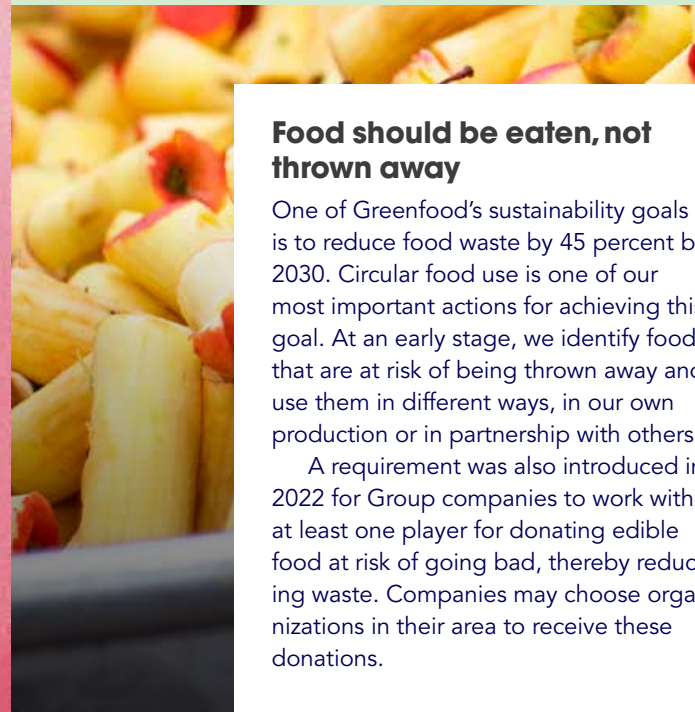 Food should be eaten, not
thrown away
One of Greenfood's sustainability goals
is to reduce food waste by 45 percent b
2030. Circular food use is one of our
most important actions for achieving this
goal. At an early stage, we identify food
that are at risk of being thrown away and
use them in different ways, in our own
production or in partnership with others
A requirement was also introduced in
2022 for Group companies to work with
at least one player for donating edible
food at risk of going bad, thereby reduc
ing waste. Companies may choose orga
nizations in their area to receive these
donations.